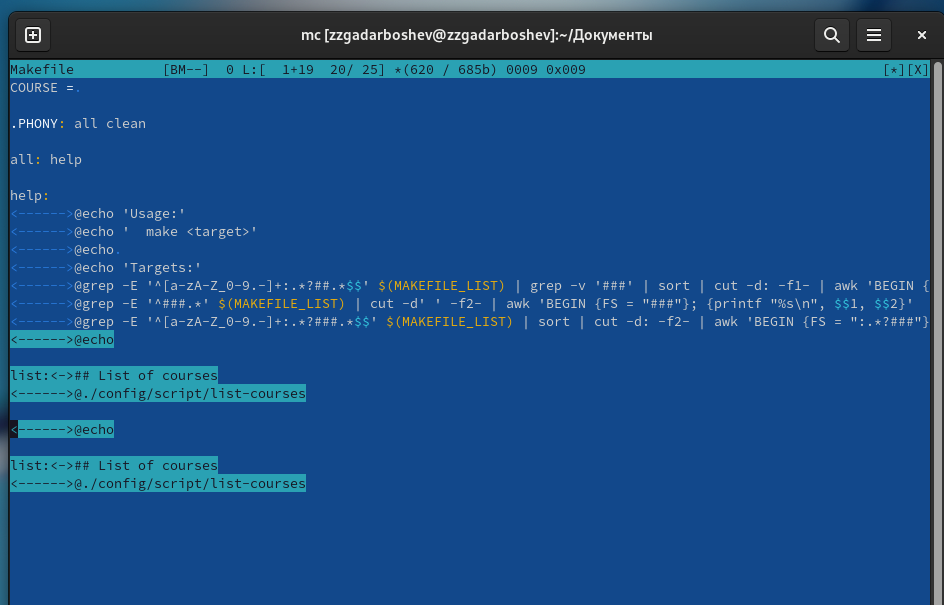 mc [zzgadarboshev@zzgadarboshev]:~/Документы
Makefile           [BM--]  0 L:[  1+19  20/ 25] *(620 / 685b) 0009 0x009                                     [*][X]
COURSE =.
.PHONY: all clean
all: help
help:
<------>@echo 'Usage:'
<------>@echo '  make <target>'
<------>@echo.
<------>@echo 'Targets:'
<------>@grep -E '^[a-zA-Z_0-9.-]+:.*?##.*$$' $(MAKEFILE_LIST) | grep -v '###' | sort | cut -d: -f1- | awk 'BEGIN {
<------>@grep -E '^###.*' $(MAKEFILE_LIST) | cut -d' ' -f2- | awk 'BEGIN {FS = "###"}; {printf "%s\n", $$1, $$2}'
<------>@grep -E '^[a-zA-Z_0-9.-]+:.*?###.*$$' $(MAKEFILE_LIST) | sort | cut -d: -f2- | awk 'BEGIN {FS = ":.*?###"}
<------>@echo
list:<->## List of courses
<------>@./config/script/list-courses
<------>@echo
list:<->## List of courses
<------>@./config/script/list-courses